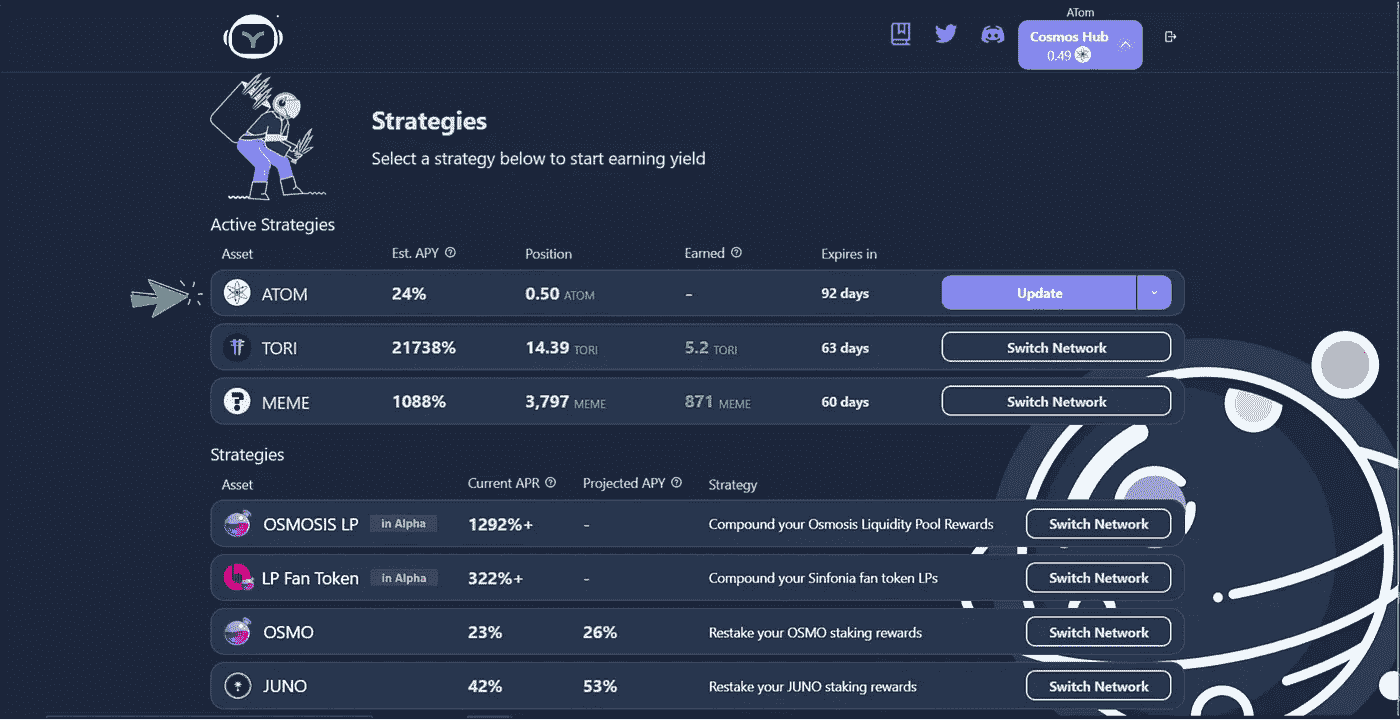 ATom
Cosmos Hub
0.49
Strategies
Select a strategy below to start earning yield
Active Strategies
Asset Est. APY Position Earned Expires in
ATOM 24% 0.50 ATOM - 92 days Update
TORI 21738% 14.39 TORI 5.2 TORI 63 days Switch Network
MEME 1088% 3,797 MEME 871 MEME 60 days Switch Network
Strategies
Asset Current APR Projected APY Strategy
OSMOSIS LP in Alpha 1292%+ - Compound your Osmosis Liquidity Pool Rewards Switch Network
LP Fan Token in Alpha 322%+ - Compound your Sinfonia fan token LPs Switch Network
OSMO 23% 26% Restake your OSMO staking rewards Switch Network
JUNO 42% 53% Restake your JUNO staking rewards Switch Network